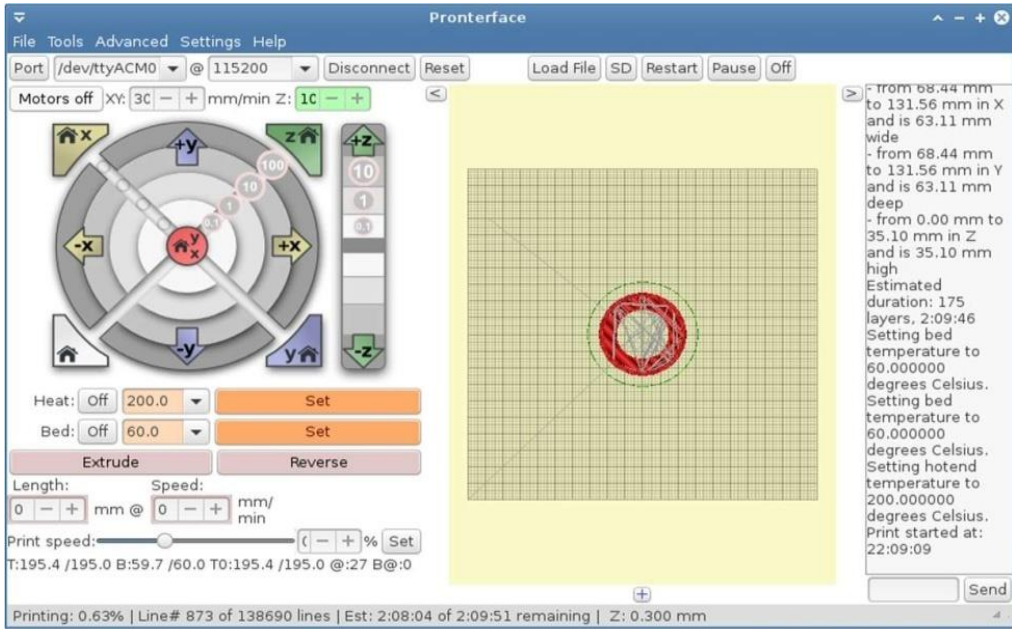 Pronterface
File Tools Advanced Settings Help
Port /dev/ttyACM0 @ 115200 Disconnect Reset Load File SD Restart Pause Off
Motors off XY: 30 − + mm/min Z: 10 − +
< >
x +y z +z
100 10 1 0.1
10
1
0.1
-x y x +x
-y y -z
Heat: Off 200.0 Set
Bed: Off 60.0 Set
Extrude Reverse
Length: Speed:
0 − + mm @ 0 − + mm/
min
Print speed: − + % Set
T:195.4 /195.0 B:59.7 /60.0 T0:195.4 /195.0 @:27 B@:0
- from 68.44 mm
to 131.56 mm in X
and is 63.11 mm
wide
- from 68.44 mm
to 131.56 mm in Y
and is 63.11 mm
deep
- from 0.00 mm to
35.10 mm in Z
and is 35.10 mm
high
Estimated
duration: 175
layers, 2:09:46
Setting bed
temperature to
60.000000
degrees Celsius.
Setting bed
temperature to
60.000000
degrees Celsius.
Setting hotend
temperature to
200.000000
degrees Celsius.
Print started at:
22:09:09
+
Send
Printing: 0.63% | Line# 873 of 138690 lines | Est: 2:08:04 of 2:09:51 remaining | Z: 0.300 mm